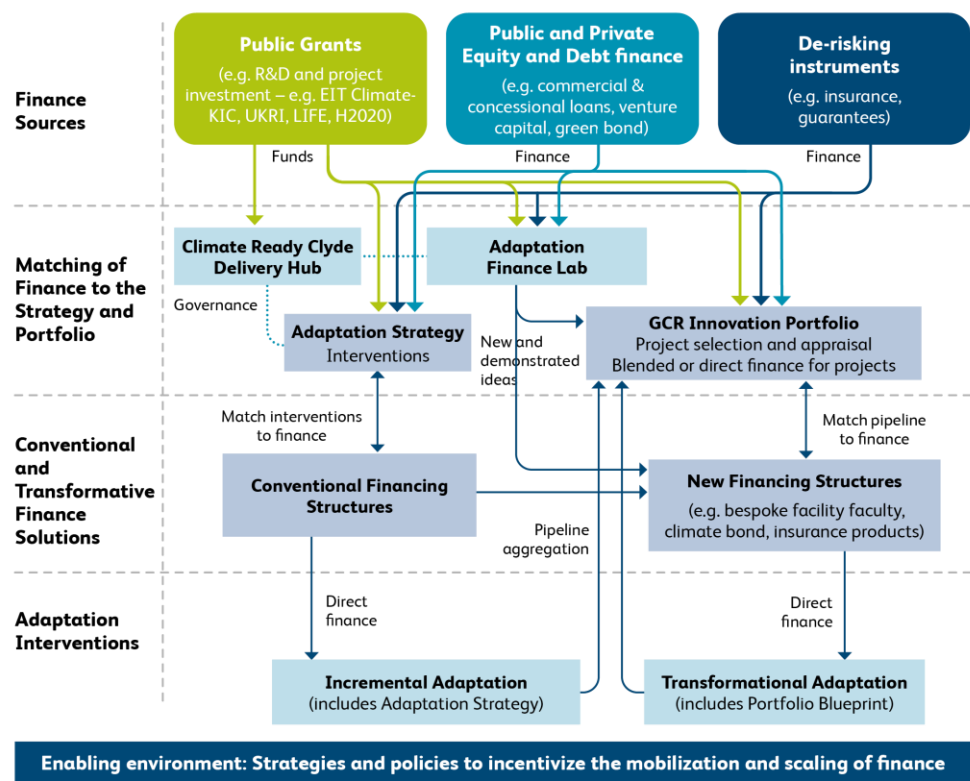 Finance
Sources
Public Grants
(e.g. R&D and project
investment – e.g. EIT Climate-
KIC, UKRI, LIFE, H2020)
Public and Private
Equity and Debt finance
(e.g. commercial &
concessional loans, venture
capital, green bond)
De-risking
instruments
(e.g. insurance,
guarantees)
Funds
Finance
Finance
Matching of
Finance to the
Strategy and
Portfolio
Climate Ready Clyde
Delivery Hub
Adaptation
Finance Lab
Governance
Adaptation Strategy
Interventions
New and
demonstrated
ideas
GCR Innovation Portfolio
Project selection and appraisal
Blended or direct finance for projects
Match interventions
to finance
Match pipeline
to finance
Conventional
and
Transformative
Finance
Solutions
Conventional Financing
Structures
New Financing Structures
(e.g. bespoke facility faculty,
climate bond, insurance products)
Pipeline
aggregation
Adaptation
Interventions
Direct
finance
Direct
finance
Incremental Adaptation
(includes Adaptation Strategy)
Transformational Adaptation
(includes Portfolio Blueprint)
Enabling environment: Strategies and policies to incentivize the mobilization and scaling of finance